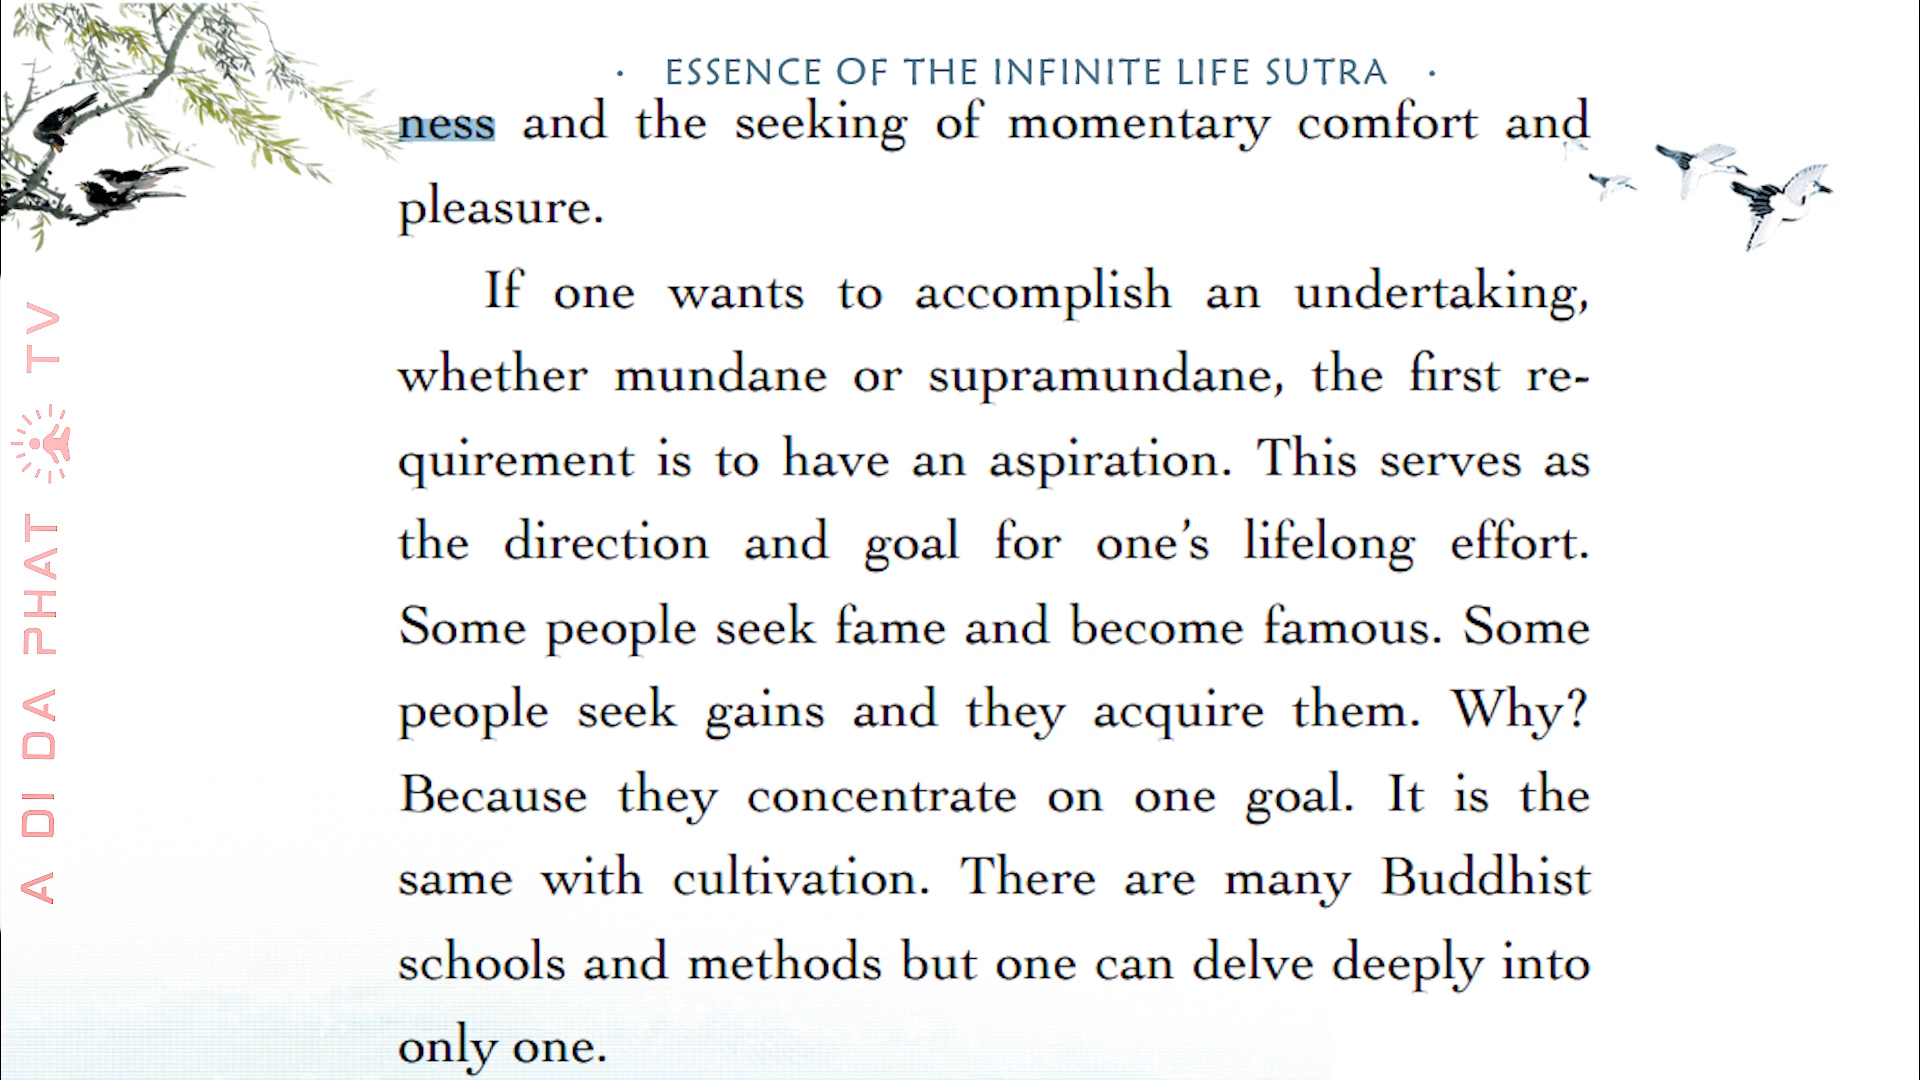 · ESSENCE OF THE INFINITE LIFE SUTRA ·
ness and the seeking of momentary comfort and
pleasure.
If one wants to accomplish an undertaking,
whether mundane or supramundane, the first re-
quirement is to have an aspiration. This serves as
the direction and goal for one’s lifelong effort.
Some people seek fame and become famous. Some
people seek gains and they acquire them. Why?
Because they concentrate on one goal. It is the
same with cultivation. There are many Buddhist
schools and methods but one can delve deeply into
only one.
A DI DA PHAT TV